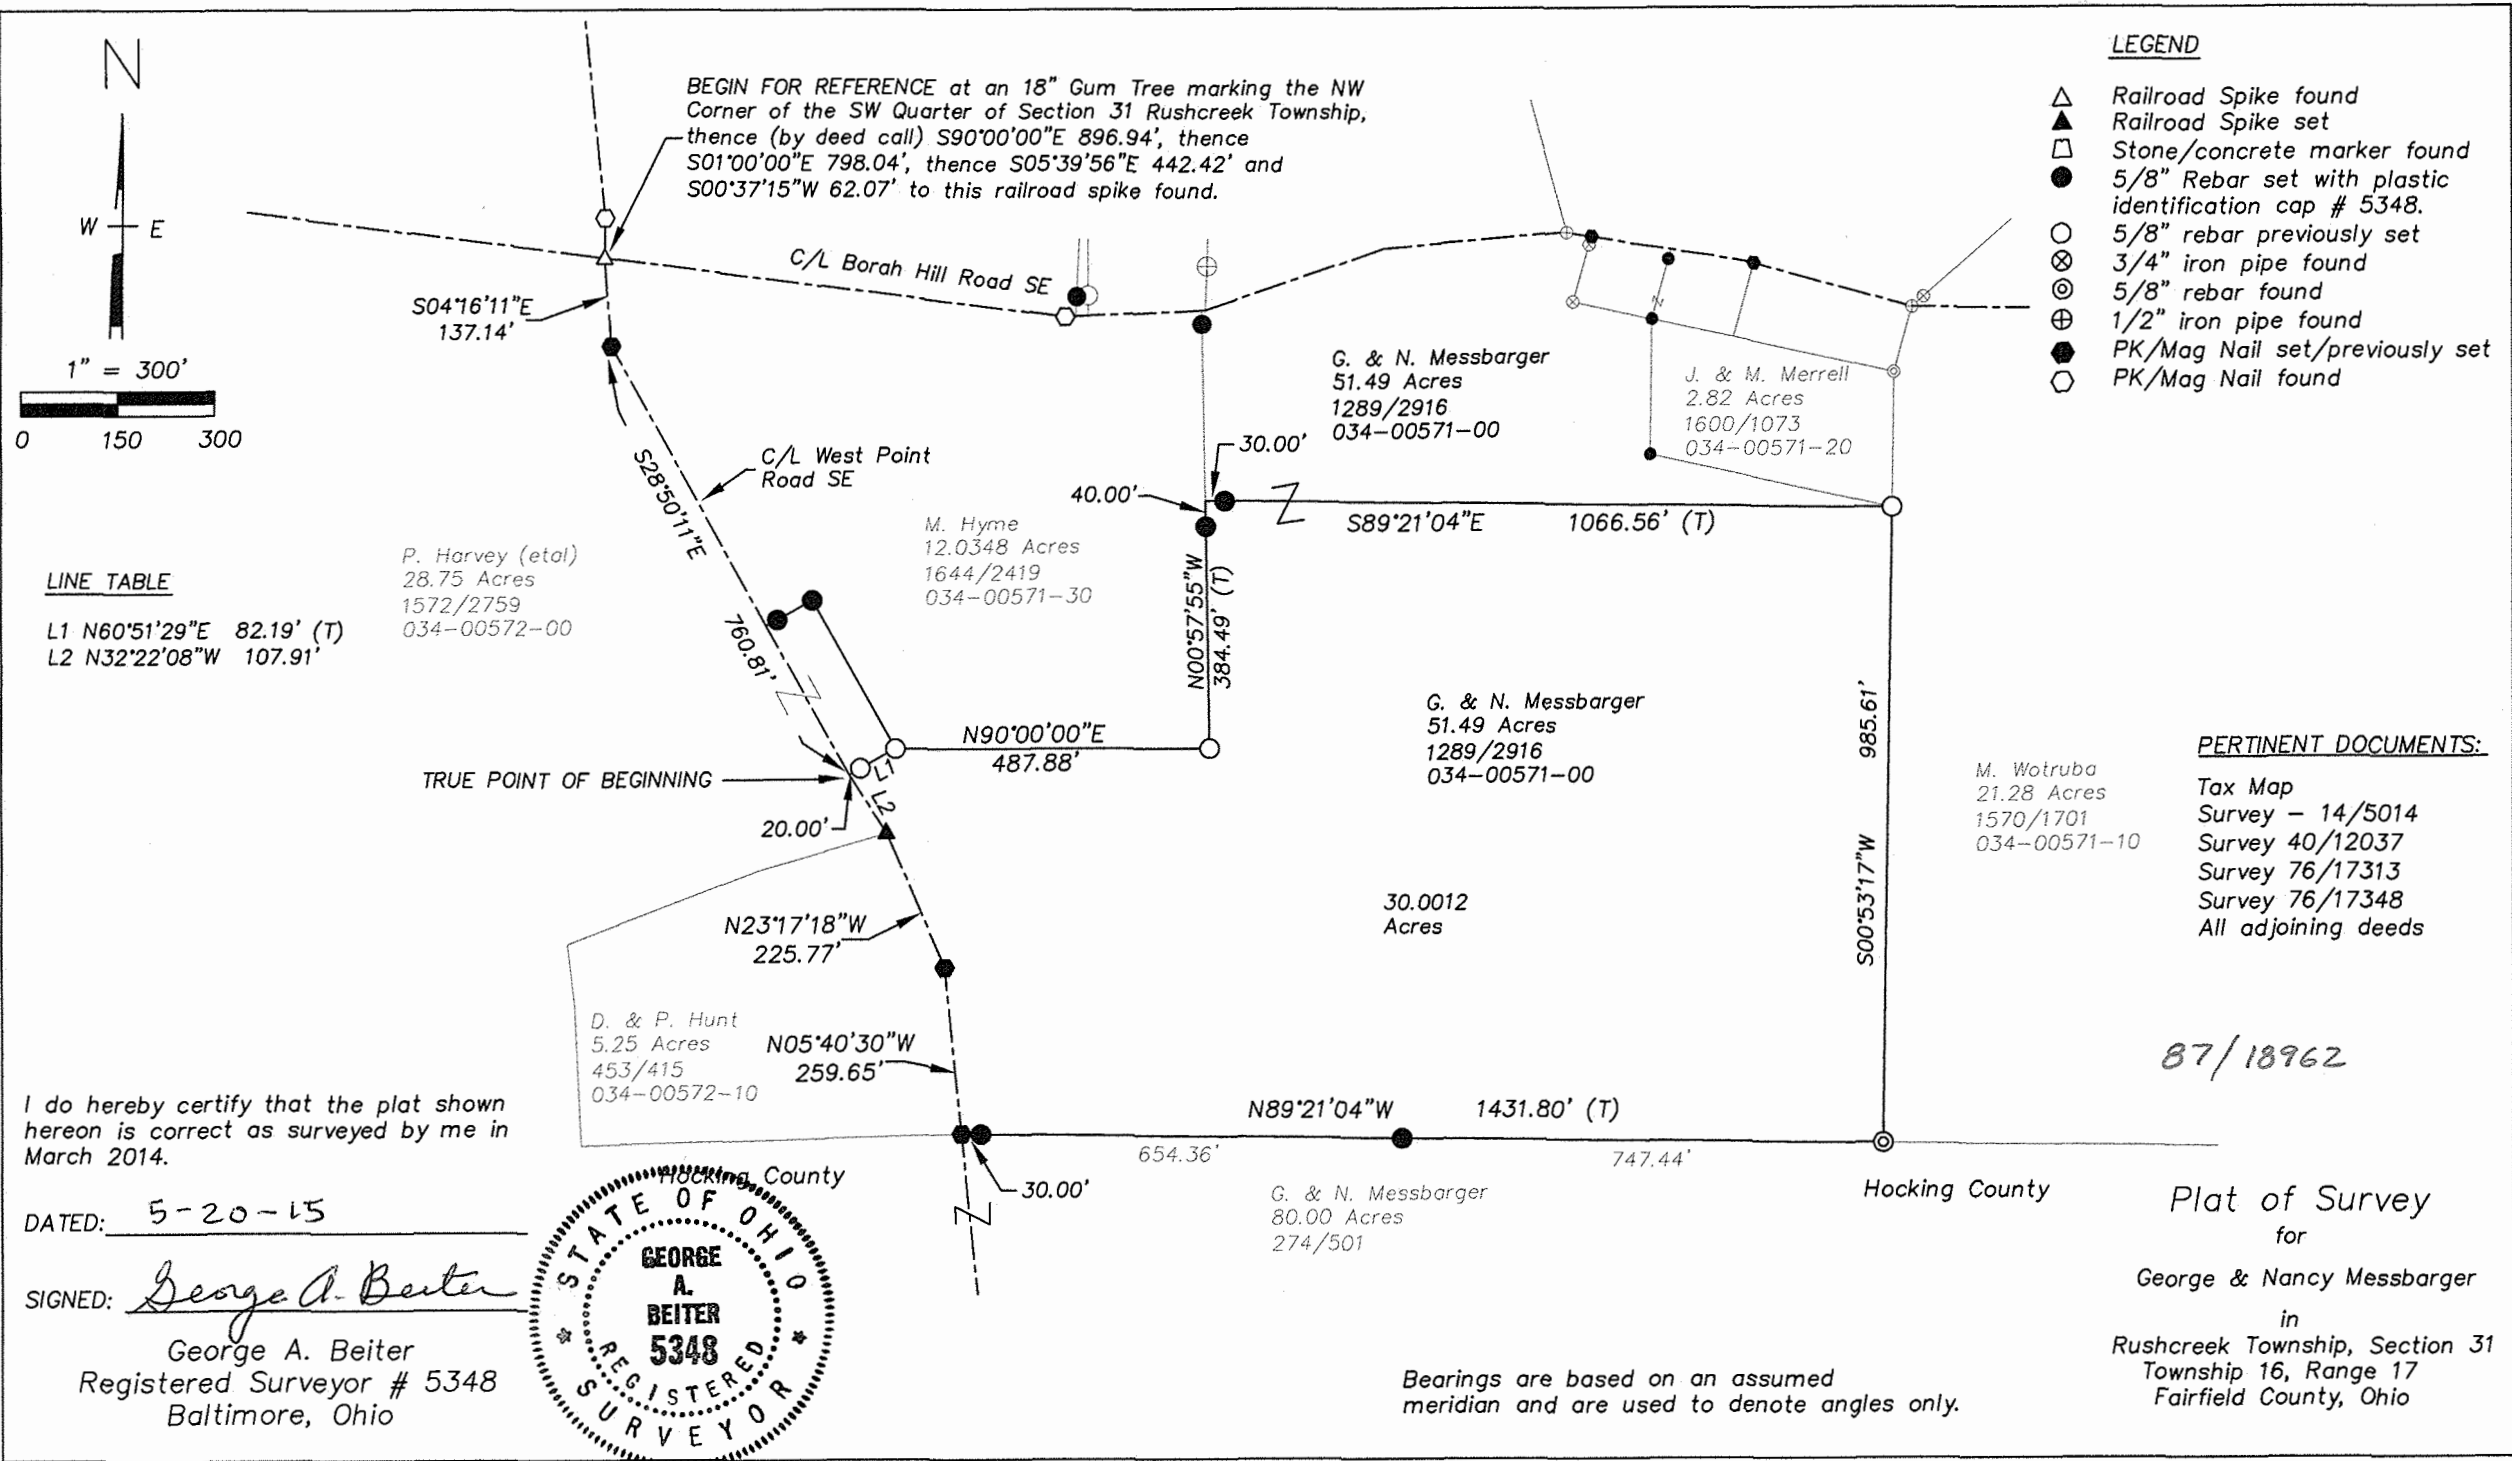 N
W E
1" = 300'
0 150 300
BEGIN FOR REFERENCE at an 18" Gum Tree marking the NW
Corner of the SW Quarter of Section 31 Rushcreek Township,
thence (by deed call) S90°00'00"E 896.94', thence
S01°00'00"E 798.04', thence S05°39'56"E 442.42' and
S00°37'15"W 62.07' to this railroad spike found.
LEGEND
Railroad Spike found
Railroad Spike set
Stone/concrete marker found
5/8" Rebar set with plastic
identification cap # 5348.
5/8" rebar previously set
3/4" iron pipe found
5/8" rebar found
1/2" iron pipe found
PK/Mag Nail set/previously set
PK/Mag Nail found
C/L Borah Hill Road SE
S04°16'11"E
137.14'
C/L West Point
Road SE
S28°50'11"E
760.81'
G. & N. Messbarger
51.49 Acres
1289/2916
034-00571-00
J. & M. Merrell
2.82 Acres
1600/1073
034-00571-20
30.00'
40.00'
S89°21'04"E 1066.56' (T)
M. Hyme
12.0348 Acres
1644/2419
034-00571-30
P. Harvey (etal)
28.75 Acres
1572/2759
034-00572-00
LINE TABLE
L1 N60°51'29"E 82.19' (T)
L2 N32°22'08"W 107.91'
N00°57'55"W
384.49' (T)
N90°00'00"E
487.88'
L1
L2
TRUE POINT OF BEGINNING
20.00'
G. & N. Messbarger
51.49 Acres
1289/2916
034-00571-00
985.61'
S00°53'17"W
M. Wotruba
21.28 Acres
1570/1701
034-00571-10
PERTINENT DOCUMENTS:
Tax Map
Survey - 14/5014
Survey 40/12037
Survey 76/17313
Survey 76/17348
All adjoining deeds
30.0012
Acres
N23°17'18"W
225.77'
D. & P. Hunt
5.25 Acres
453/415
034-00572-10
N05°40'30"W
259.65'
87/18962
N89°21'04"W 1431.80' (T)
654.36'
747.44'
30.00'
Hocking County
G. & N. Messbarger
80.00 Acres
274/501
Hocking County
I do hereby certify that the plat shown
hereon is correct as surveyed by me in
March 2014.
DATED: 5-20-15
SIGNED: George A. Beiter
George A. Beiter
Registered Surveyor # 5348
Baltimore, Ohio
STATE OF OHIO
GEORGE
A.
BEITER
5348
REGISTERED
SURVEYOR
Bearings are based on an assumed
meridian and are used to denote angles only.
Plat of Survey
for
George & Nancy Messbarger
in
Rushcreek Township, Section 31
Township 16, Range 17
Fairfield County, Ohio